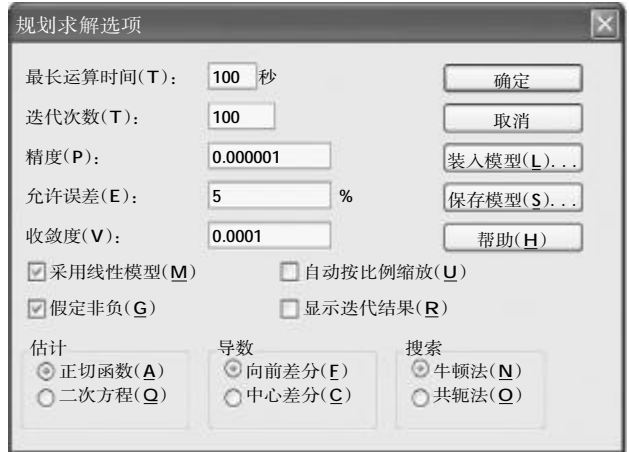 规划求解选项
最长运算时间(T): 100 秒 确定
迭代次数(T): 100 取消
精度(P): 0.000001 装入模型(L)...
允许误差(E): 5 % 保存模型(S)...
收敛度(V): 0.0001 帮助(H)
采用线性模型(M) 自动按比例缩放(U)
假定非负(G) 显示迭代结果(R)
估计 导数 搜索
正切函数(A) 向前差分(F) 牛顿法(N)
二次方程(Q) 中心差分(C) 共轭法(O)